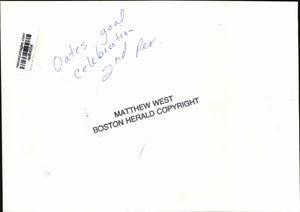 Oates goal
celebration
2nd Per.
MATTHEW WEST
BOSTON HERALD COPYRIGHT